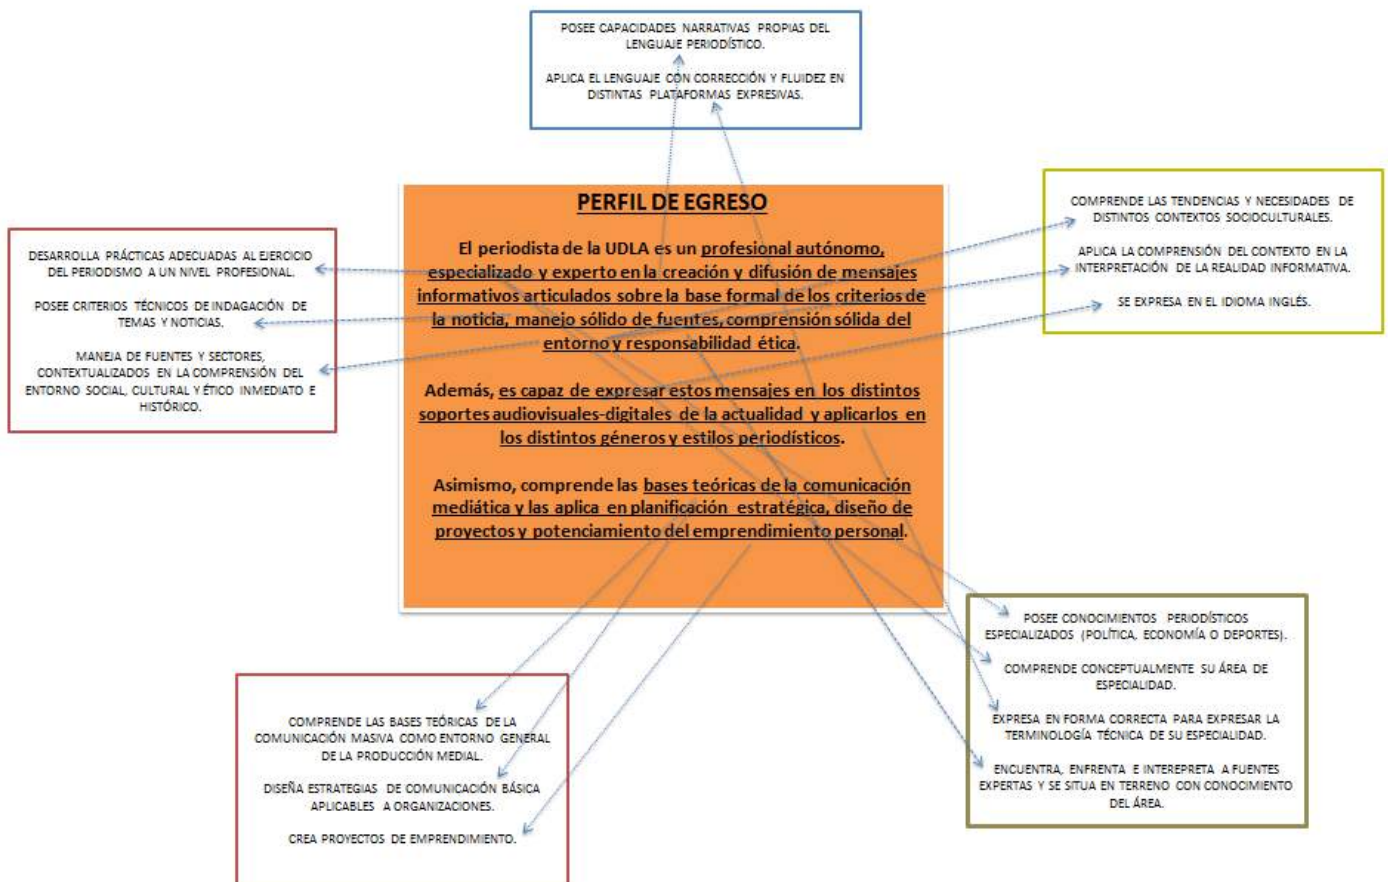 POSEE CAPACIDADES NARRATIVAS PROPIAS DEL
LENGUAJE PERIODÍSTICO.
APLICA EL LENGUAJE CON CORRECCIÓN Y FLUIDEZ EN
DISTINTAS PLATAFORMAS EXPRESIVAS.
DESARROLLA PRÁCTICAS ADECUADAS AL EJERCICIO
DEL PERIODISMO A UN NIVEL PROFESIONAL.
POSEE CRITERIOS TÉCNICOS DE INDAGACIÓN DE
TEMAS Y NOTICIAS.
MANEJA DE FUENTES Y SECTORES,
CONTEXTUALIZADOS EN LA COMPRENSIÓN DEL
ENTORNO SOCIAL, CULTURAL Y ÉTICO INMEDIATO E
HISTÓRICO.
PERFIL DE EGRESO
El periodista de la UDLA es un profesional autónomo,
especializado y experto en la creación y difusión de mensajes
informativos articulados sobre la base formal de los criterios de
la noticia, manejo sólido de fuentes, comprensión sólida del
entorno y responsabilidad ética.
Además, es capaz de expresar estos mensajes en los distintos
soportes audiovisuales-digitales de la actualidad y aplicarlos en
los distintos géneros y estilos periodísticos.
Asimismo, comprende las bases teóricas de la comunicación
mediática y las aplica en planificación estratégica, diseño de
proyectos y potenciamiento del emprendimiento personal.
COMPRENDE LAS TENDENCIAS Y NECESIDADES DE
DISTINTOS CONTEXTOS SOCIOCULTURALES.
APLICA LA COMPRENSIÓN DEL CONTEXTO EN LA
INTERPRETACIÓN DE LA REALIDAD INFORMATIVA.
SE EXPRESA EN EL IDIOMA INGLÉS.
COMPRENDE LAS BASES TEÓRICAS DE LA
COMUNICACIÓN MASIVA COMO ENTORNO GENERAL
DE LA PRODUCCIÓN MEDIAL.
DISEÑA ESTRATEGIAS DE COMUNICACIÓN BÁSICA
APLICABLES A ORGANIZACIONES.
CREA PROYECTOS DE EMPRENDIMIENTO.
POSEE CONOCIMIENTOS PERIODÍSTICOS
ESPECIALIZADOS (POLÍTICA, ECONOMÍA O DEPORTES).
COMPRENDE CONCEPTUALMENTE SU ÁREA DE
ESPECIALIDAD.
EXPRESA EN FORMA CORRECTA PARA EXPRESAR LA
TERMINOLOGÍA TÉCNICA DE SU ESPECIALIDAD.
ENCUENTRA, ENFRENTA E INTEREPRETA A FUENTES
EXPERTAS Y SE SITUA EN TERRENO CON CONOCIMIENTO
DEL ÁREA.